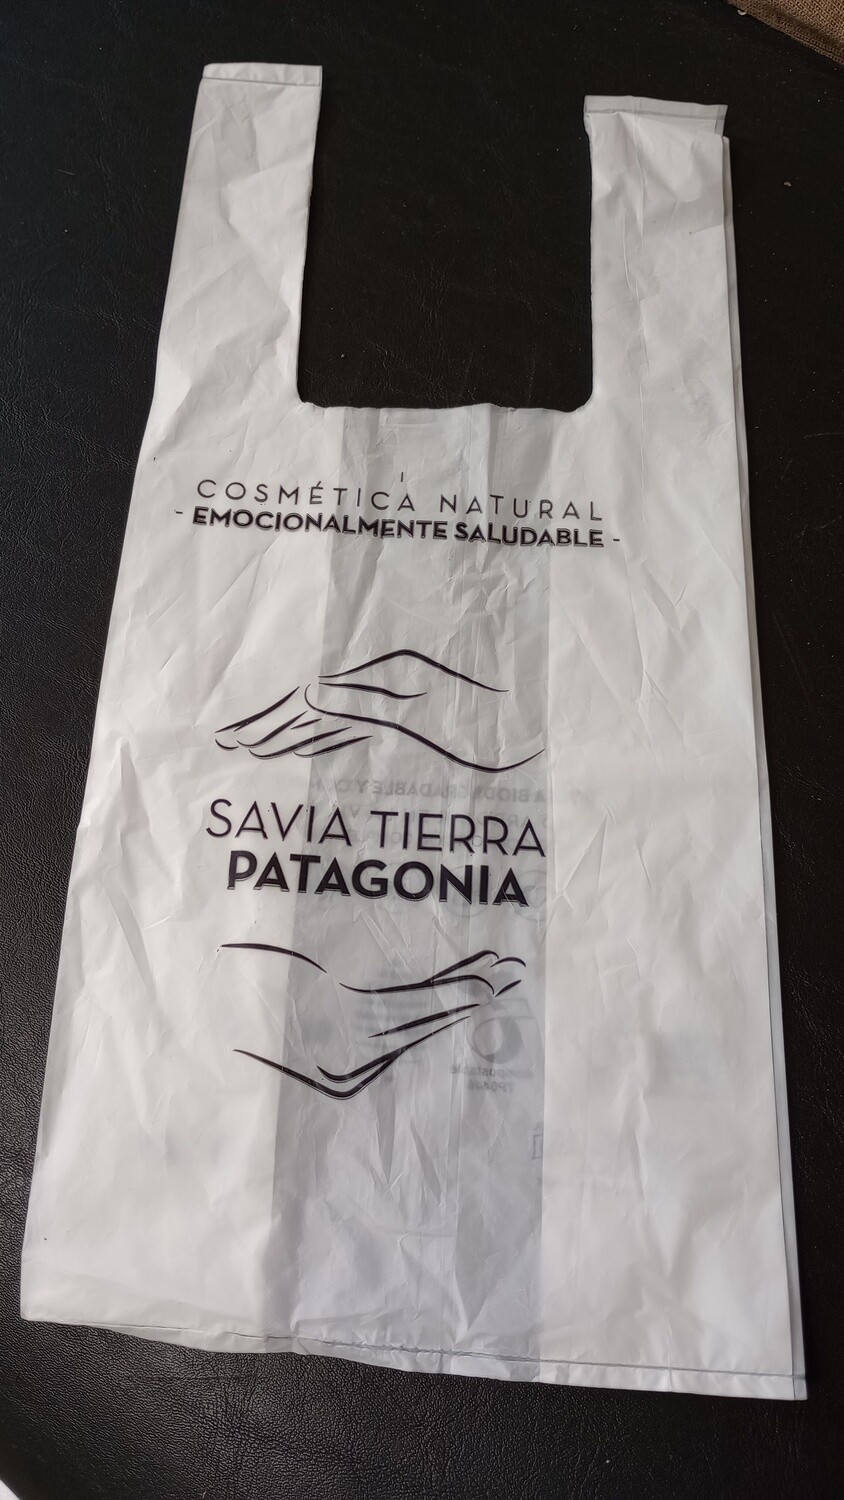 COSMÉTICA NATURAL
- EMOCIONALMENTE SALUDABLE -
SAVIA TIERRA
PATAGONIA